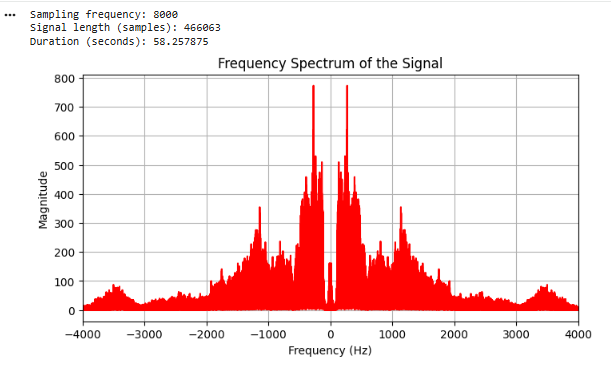 Sampling frequency: 8000
Signal length (samples): 466063
Duration (seconds): 58.257875
Frequency Spectrum of the Signal
800
700
600
500
400
300
200
100
0
Magnitude
−4000 −3000 −2000 −1000 0 1000 2000 3000 4000
Frequency (Hz)